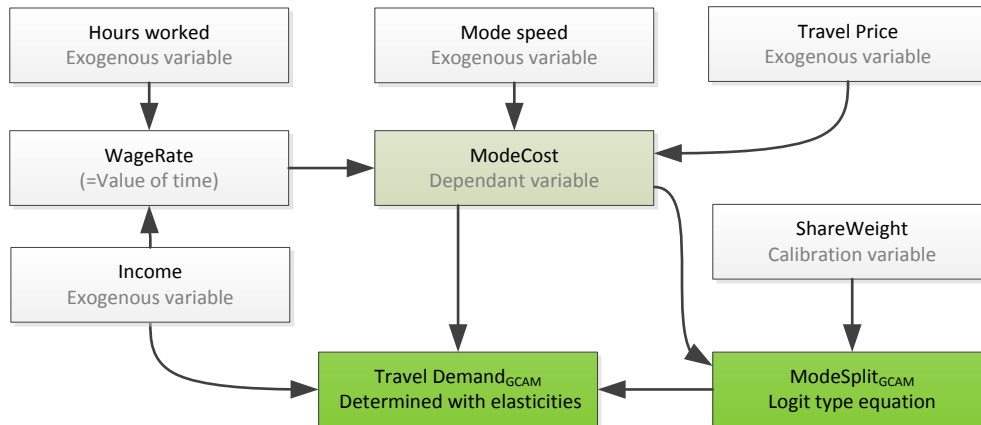 Hours worked
Exogenous variable
Mode speed
Exogenous variable
Travel Price
Exogenous variable
WageRate
(=Value of time)
ModeCost
Dependant variable
ShareWeight
Calibration variable
Income
Exogenous variable
Travel DemandGCAM
Determined with elasticities
ModeSplitGCAM
Logit type equation